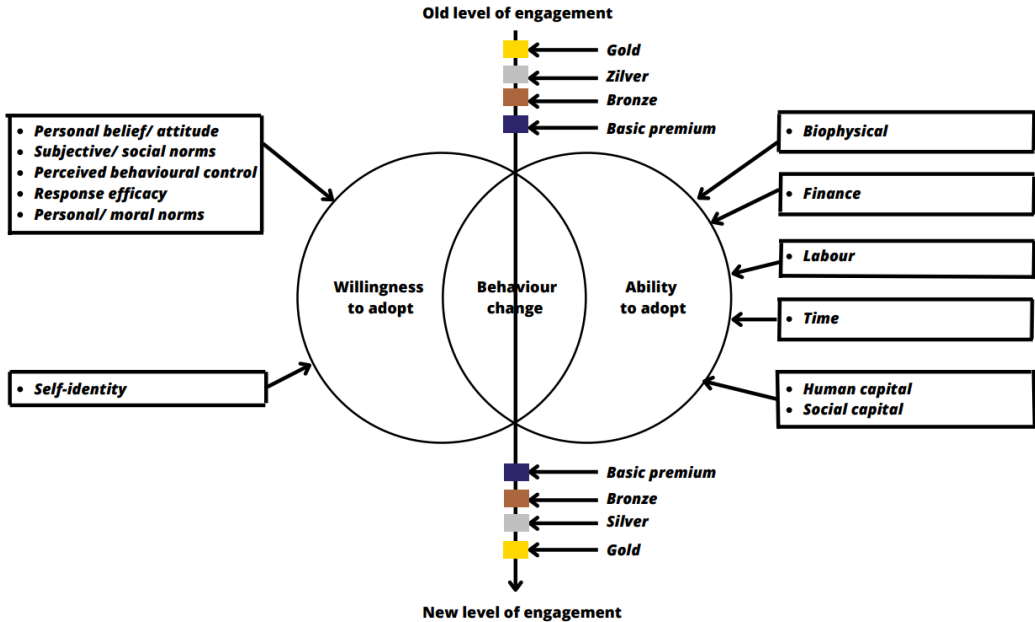 Old level of engagement
Gold
Zilver
Bronze
Basic premium
• Personal belief/ attitude
• Subjective/ social norms
• Perceived behavioural control
• Response efficacy
• Personal/ moral norms
• Self-identity
Willingness
to adopt
Behaviour
change
Ability
to adopt
• Biophysical
• Finance
• Labour
• Time
• Human capital
• Social capital
Basic premium
Bronze
Silver
Gold
New level of engagement